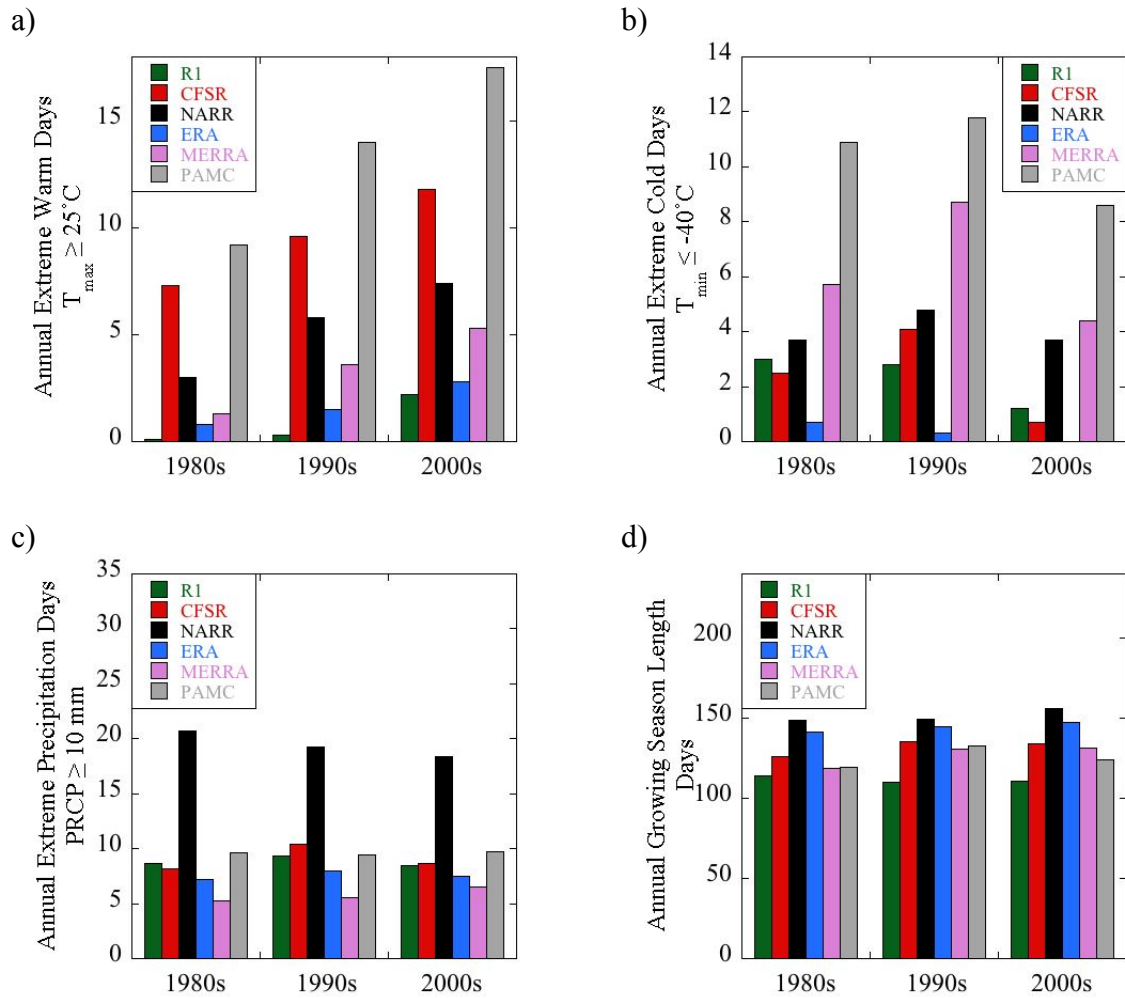 a)
Annual Extreme Warm Days
Tmax ≥ 25˚C
15
10
5
0
R1
CFSR
NARR
ERA
MERRA
PAMC
1980s
1990s
2000s
b)
Annual Extreme Cold Days
Tmin ≤ -40˚C
14
12
10
8
6
4
2
0
R1
CFSR
NARR
ERA
MERRA
PAMC
1980s
1990s
2000s
c)
Annual Extreme Precipitation Days
PRCP ≥ 10 mm
35
30
25
20
15
10
5
0
R1
CFSR
NARR
ERA
MERRA
PAMC
1980s
1990s
2000s
d)
Annual Growing Season Length
Days
200
150
100
50
0
R1
CFSR
NARR
ERA
MERRA
PAMC
1980s
1990s
2000s